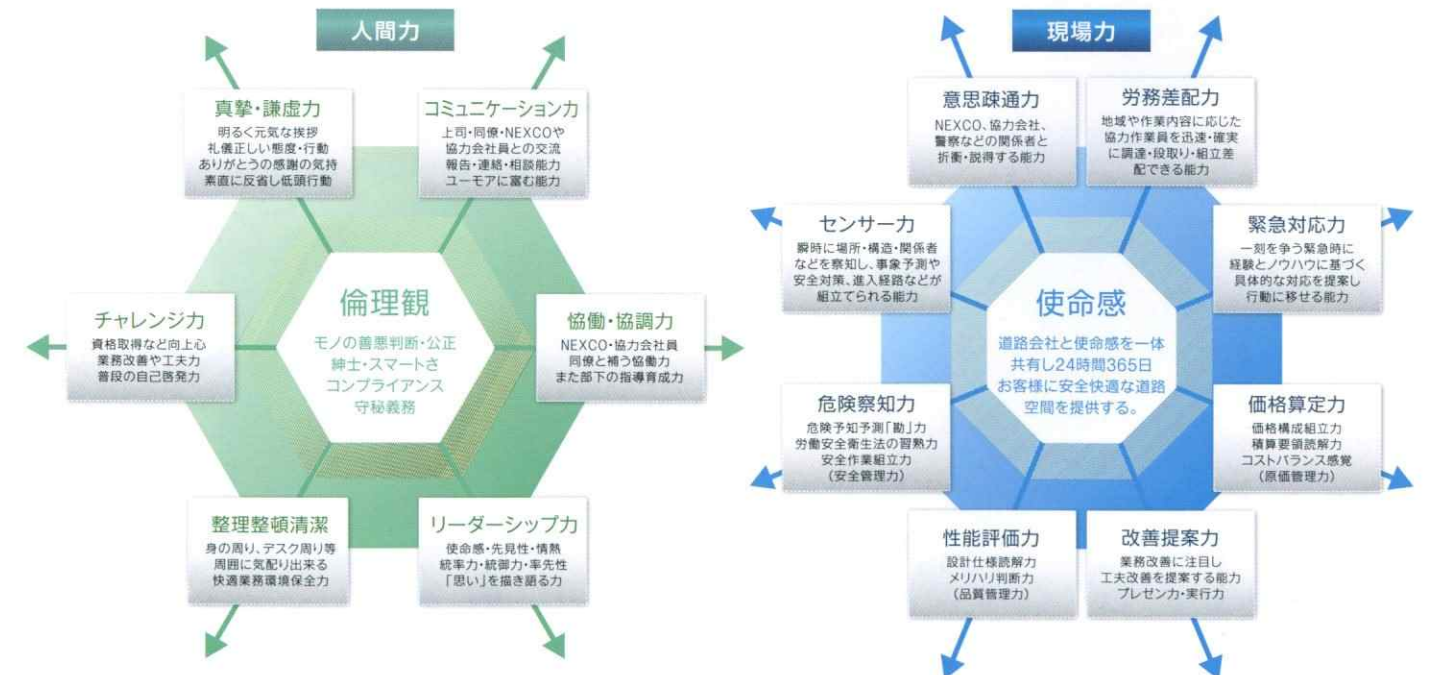 人間力
真摯・謙虚力
明るく元気な挨拶
礼儀正しい態度・行動
ありがとうの感謝の気持
素直に反省し低頭行動
コミュニケーション力
上司・同僚・NEXCOや
協力会社員との交流
報告・連絡・相談能力
ユーモアに富む能力
チャレンジ力
資格取得など向上心
業務改善や工夫力
普段の自己啓発力
倫理観
モノの善悪判断・公正
紳士・スマートさ
コンプライアンス
守秘義務
協働・協調力
NEXCO・協力会社員
同僚と補う協働力
また部下の指導育成力
整理整頓清潔
身の周り、デスク周り等
周囲に気配り出来る
快適業務環境保全力
リーダーシップ力
使命感・先見性・情熱
統率力・統御力・率先性
「思い」を描き語る力
現場力
意思疎通力
NEXCO、協力会社、
警察などの関係者と
折衝・説得する能力
労務差配力
地域や作業内容に応じた
協力作業員を迅速・確実
に調達・段取り・組立差
配できる能力
センサー力
瞬時に場所・構造・関係者
などを察知し、事象予測や
安全対策、進入経路などが
組立てられる能力
緊急対応力
一刻を争う緊急時に
経験とノウハウに基づく
具体的な対応を提案し
行動に移せる能力
使命感
道路会社と使命感を一体
共有し24時間365日
お客様に安全快適な道路
空間を提供する。
危険察知力
危険予知予測「勘」力
労働安全衛生法の習熟力
安全作業組立力
(安全管理力)
価格算定力
価格構成組立力
積算要領読解力
コストバランス感覚
(原価管理力)
性能評価力
設計仕様読解力
メリハリ判断力
(品質管理力)
改善提案力
業務改善に注目し
工夫改善を提案する能力
プレゼン力・実行力